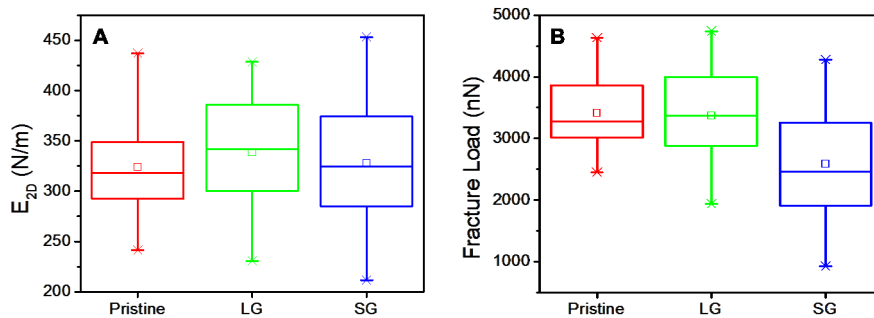 A
E2D (N/m)
450
400
350
300
250
200
Pristine
LG
SG
B
Fracture Load (nN)
5000
4000
3000
2000
1000
Pristine
LG
SG